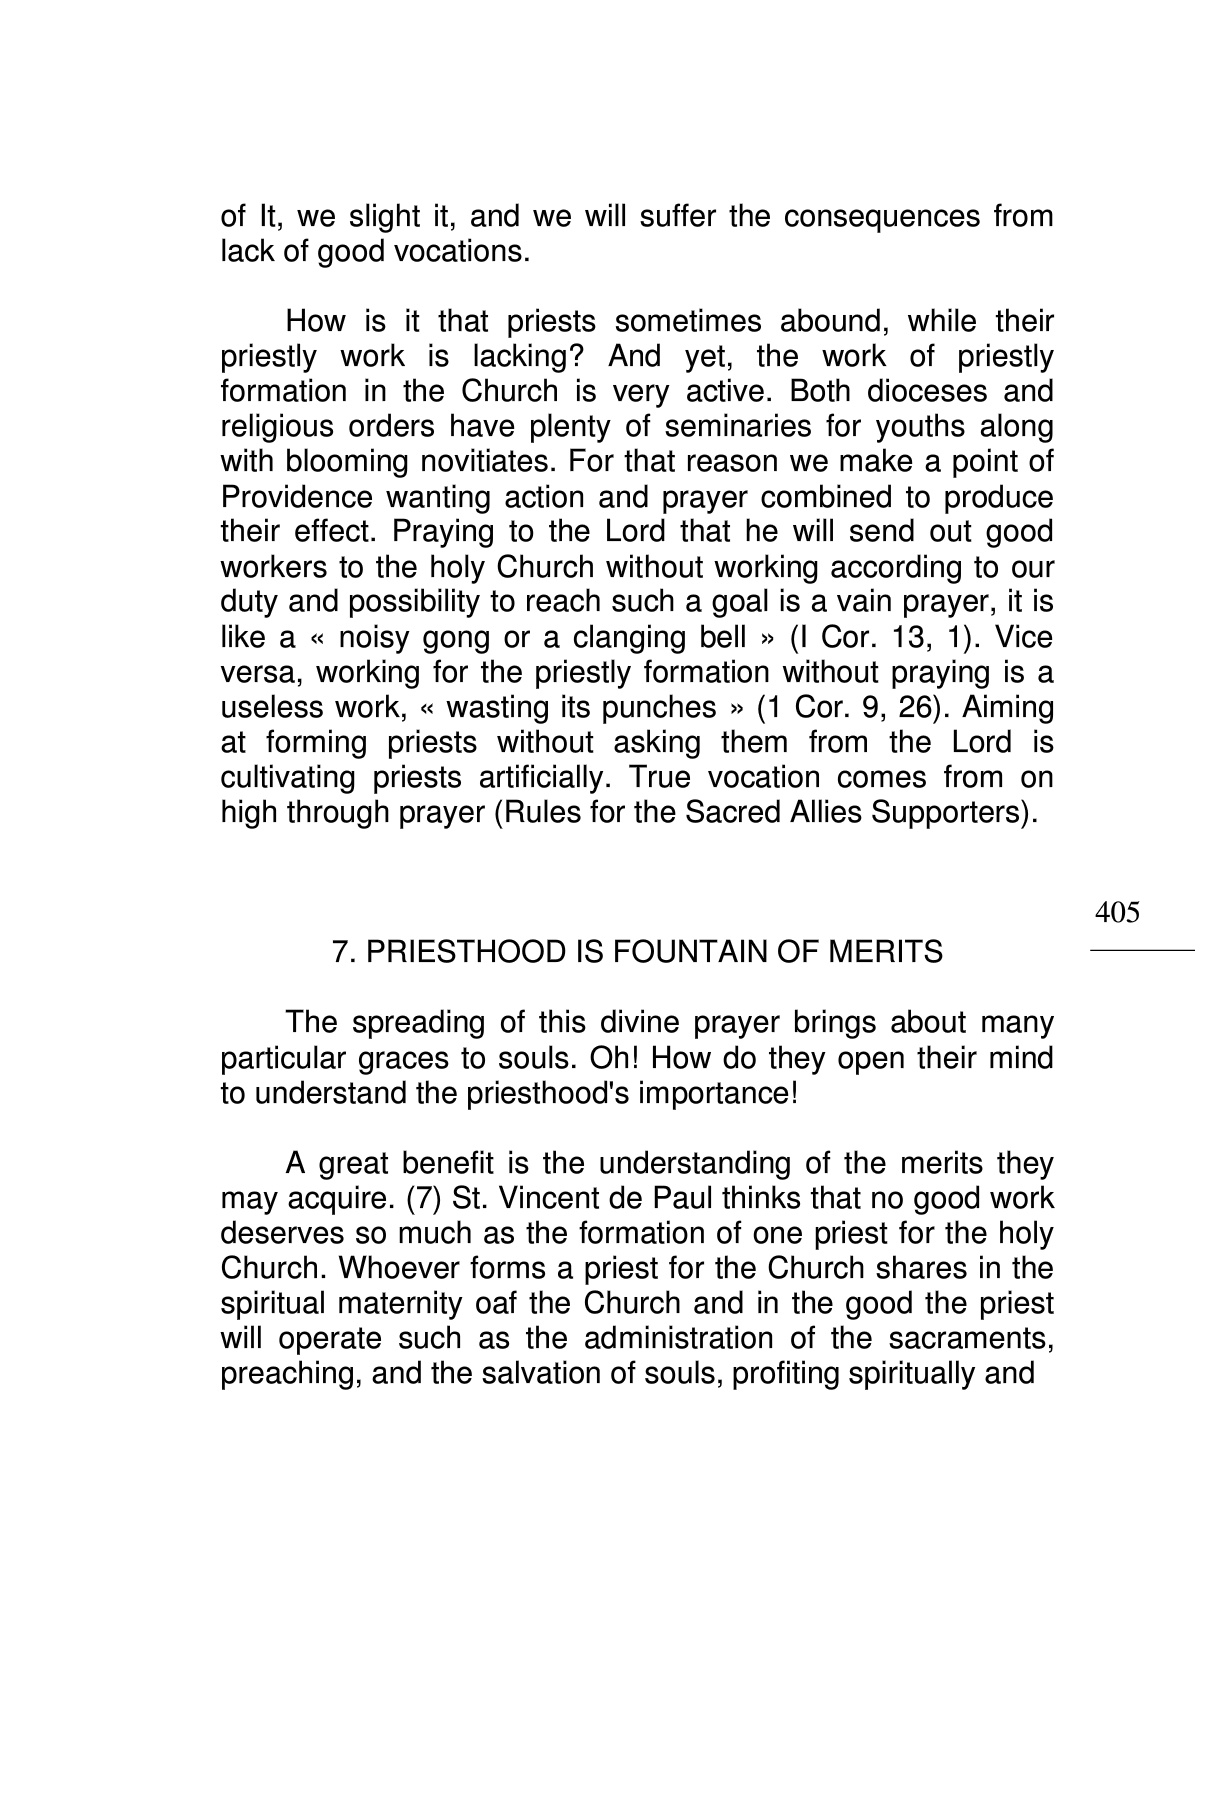 of It, we slight it, and we will suffer the consequences from
lack of good vocations.
How is it that priests sometimes abound, while their
priestly work is lacking? And yet, the work of priestly
formation in the Church is very active. Both dioceses and
religious orders have plenty of seminaries for youths along
with blooming novitiates. For that reason we make a point of
Providence wanting action and prayer combined to produce
their effect. Praying to the Lord that he will send out good
workers to the holy Church without working according to our
duty and possibility to reach such a goal is a vain prayer, it is
like a « noisy gong or a clanging bell » (I Cor. 13, 1). Vice
versa, working for the priestly formation without praying is a
useless work, « wasting its punches » (1 Cor. 9, 26). Aiming
at forming priests without asking them from the Lord is
cultivating priests artificially. True vocation comes from on
high through prayer (Rules for the Sacred Allies Supporters).
405
7. PRIESTHOOD IS FOUNTAIN OF MERITS
The spreading of this divine prayer brings about many
particular graces to souls. Oh! How do they open their mind
to understand the priesthood's importance!
A great benefit is the understanding of the merits they
may acquire. (7) St. Vincent de Paul thinks that no good work
deserves so much as the formation of one priest for the holy
Church. Whoever forms a priest for the Church shares in the
spiritual maternity oaf the Church and in the good the priest
will operate such as the administration of the sacraments,
preaching, and the salvation of souls, profiting spiritually and